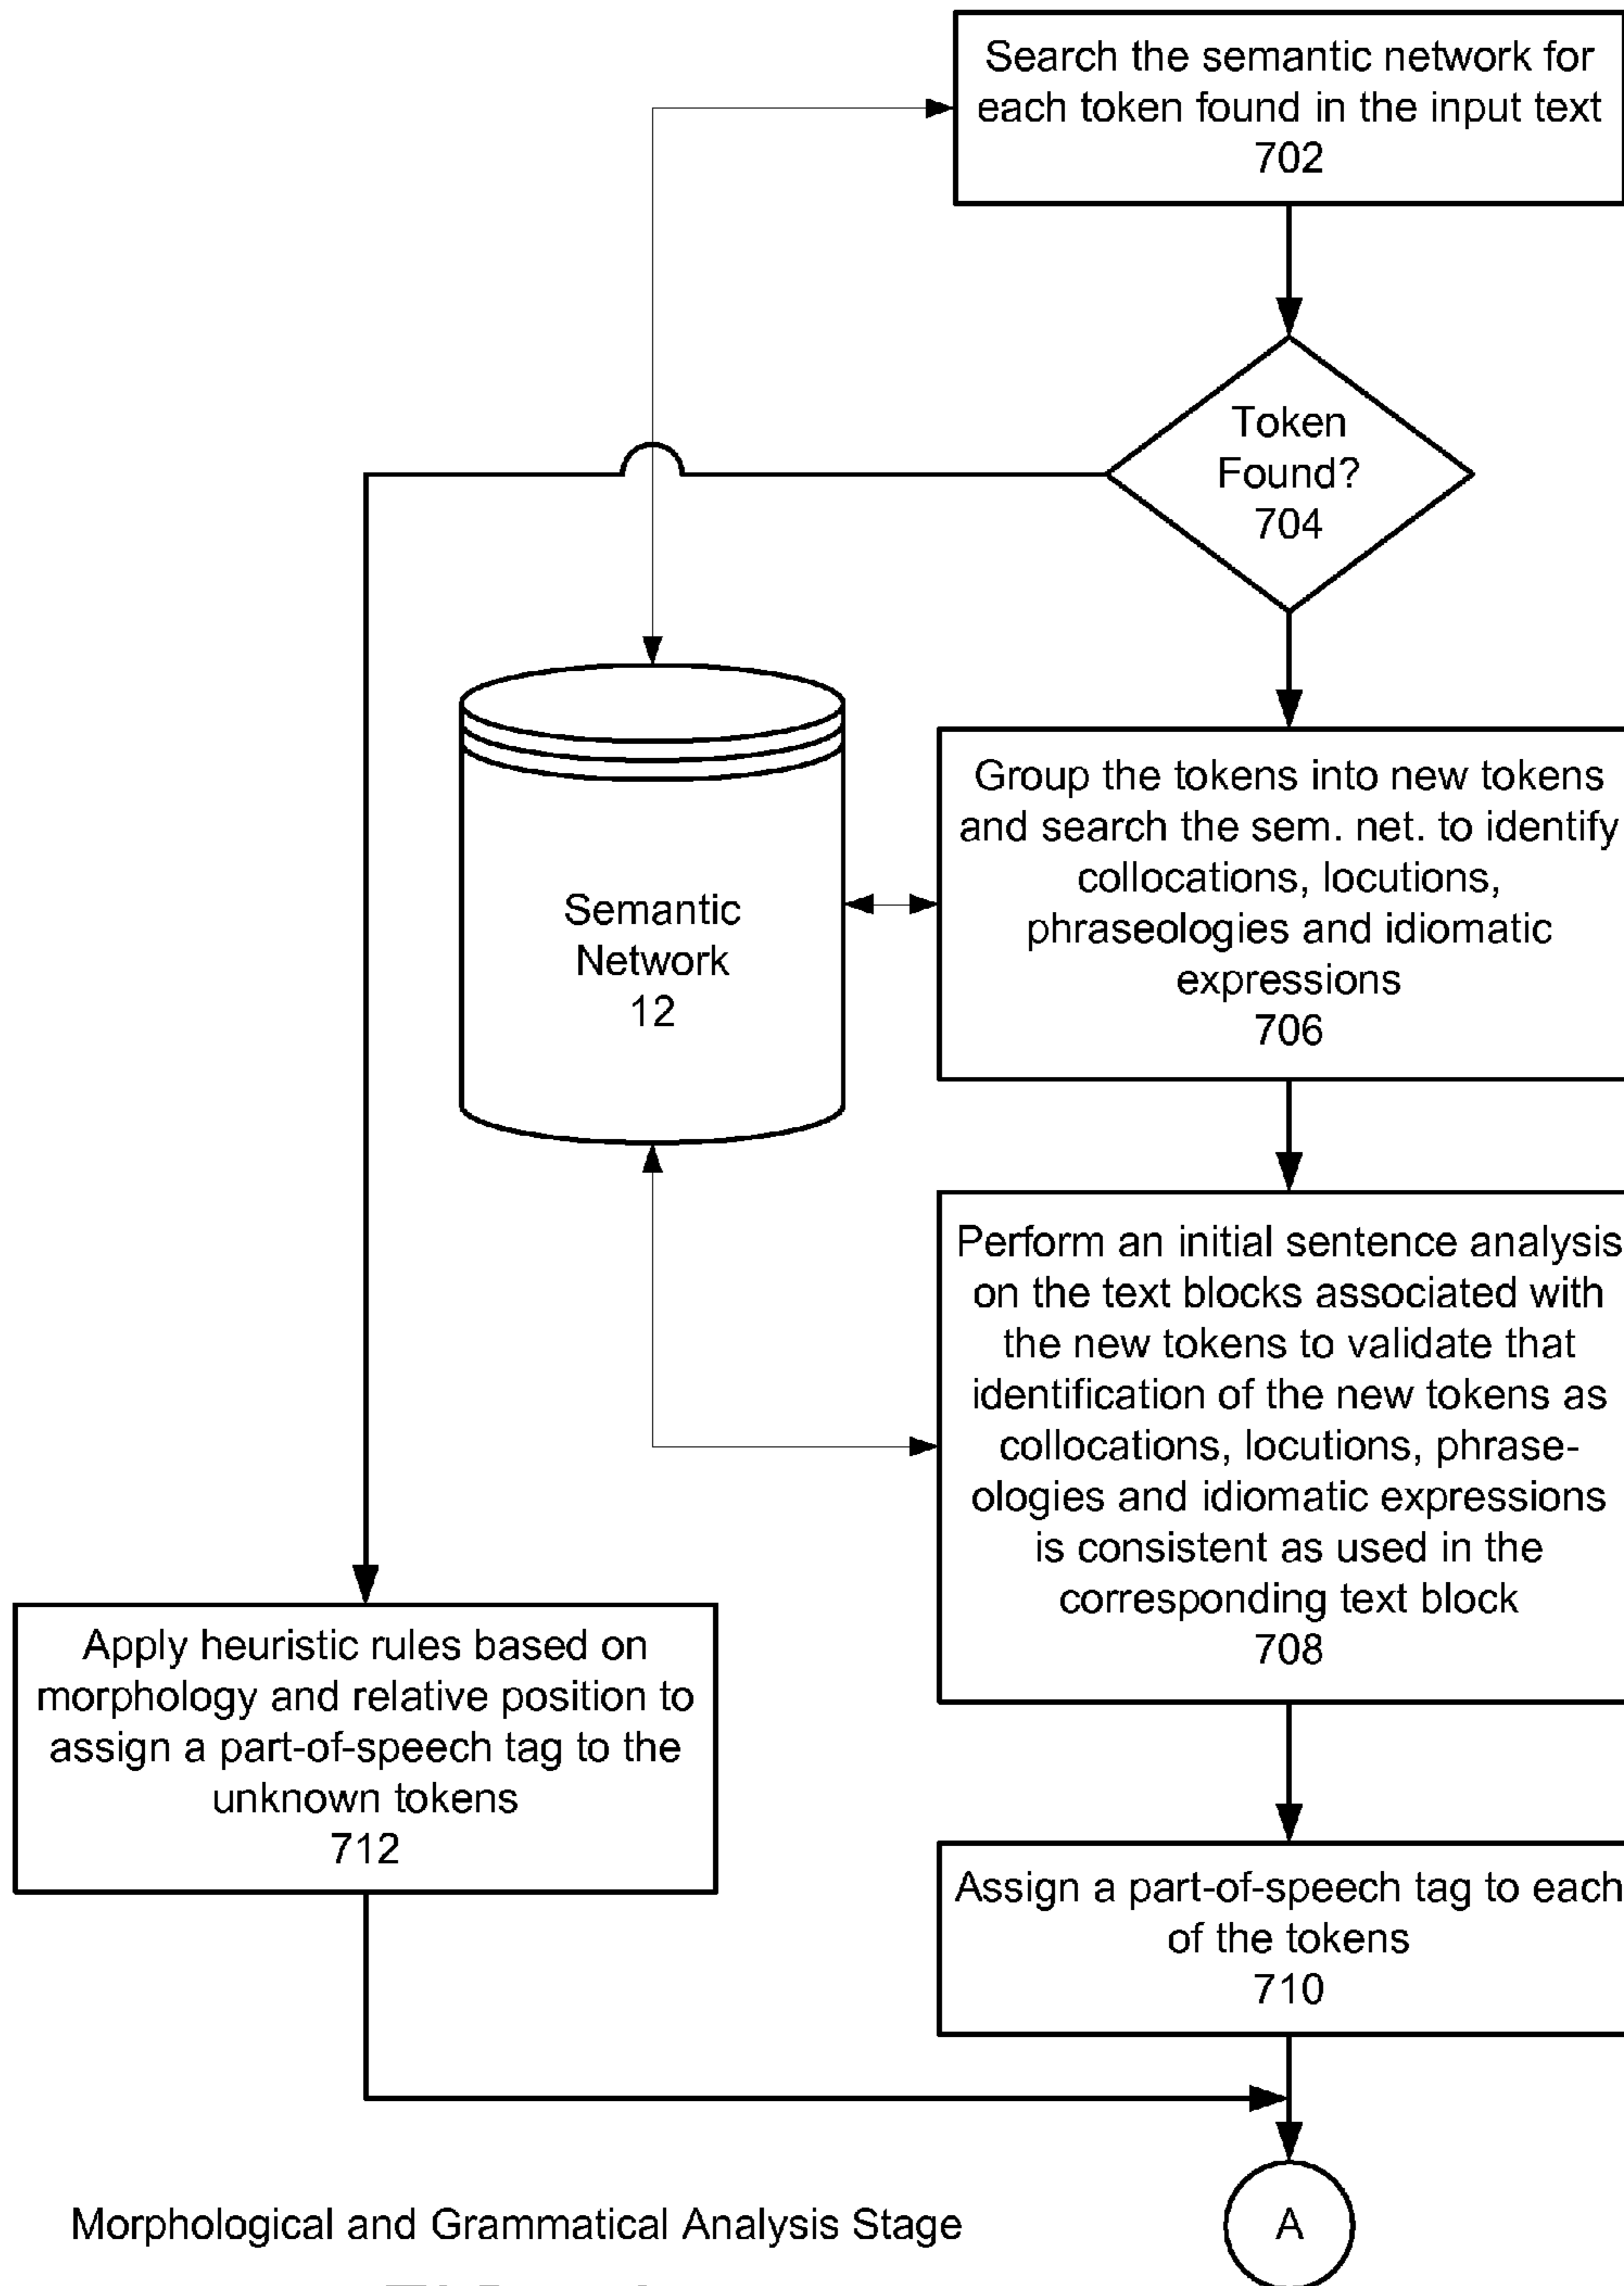 Search the semantic network for
each token found in the input text
702
Token
Found?
704
Semantic
Network
12
Group the tokens into new tokens
and search the sem. net. to identify
collocations, locutions,
phraseologies and idiomatic
expressions
706
Perform an initial sentence analysis
on the text blocks associated with
the new tokens to validate that
identification of the new tokens as
collocations, locutions, phrase-
ologies and idiomatic expressions
is consistent as used in the
corresponding text block
708
Apply heuristic rules based on
morphology and relative position to
assign a part-of-speech tag to the
unknown tokens
712
Assign a part-of-speech tag to each
of the tokens
710
Morphological and Grammatical Analysis Stage
A